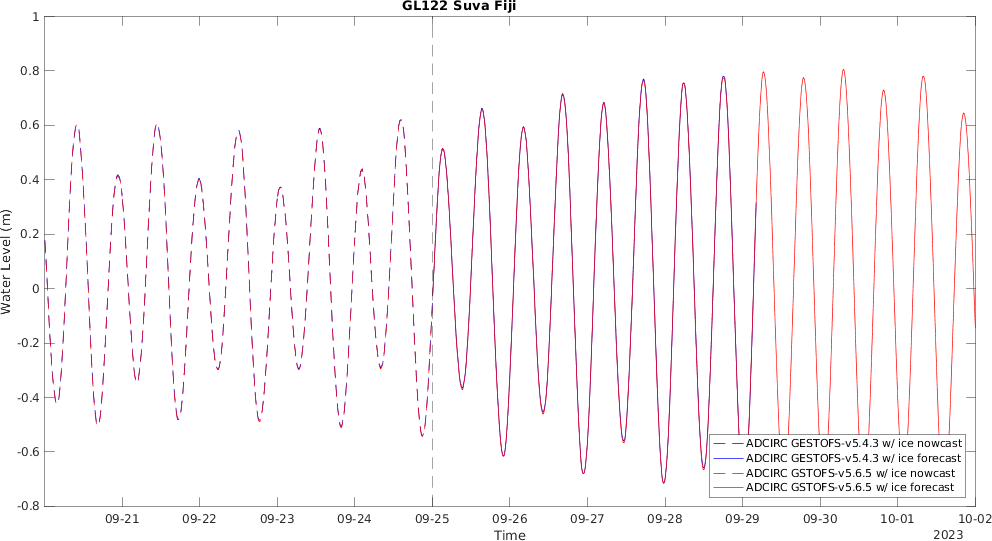 GL122 Suva Fiji
1
0.8
0.6
0.4
0.2
0
-0.2
-0.4
-0.6
-0.8
Water Level (m)
09-21 09-22 09-23 09-24 09-25 09-26 09-27 09-28 09-29 09-30 10-01 10-02
Time
2023
ADCIRC GESTOFS-v5.4.3 w/ ice nowcast
ADCIRC GESTOFS-v5.4.3 w/ ice forecast
ADCIRC GSTOFS-v5.6.5 w/ ice nowcast
ADCIRC GSTOFS-v5.6.5 w/ ice forecast